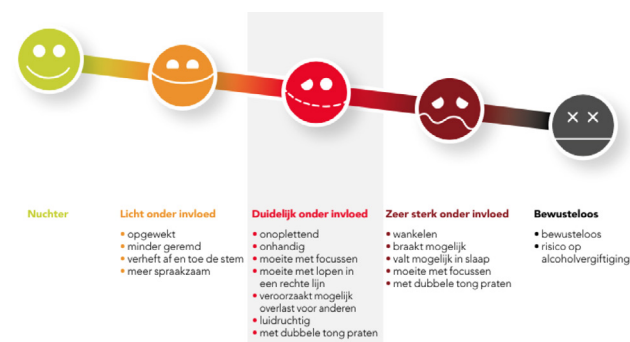 Nuchter
Licht onder invloed
• opgewekt
• minder geremd
• verheft af en toe de stem
• meer spraakzaam
Duidelijk onder invloed
• onoplettend
• onhandig
• moeite met focussen
• moeite met lopen in
een rechte lijn
• veroorzaakt mogelijk
overlast voor anderen
• luidruchtig
• met dubbele tong praten
Zeer sterk onder invloed
• wankelen
• braakt mogelijk
• valt mogelijk in slaap
• moeite met focussen
• met dubbele tong praten
Bewusteloos
• bewusteloos
• risico op
alcoholvergiftiging